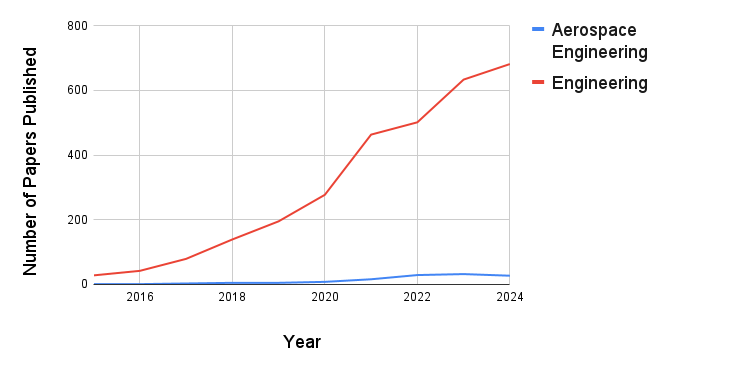 800
600
400
200
0
Number of Papers Published
2016
2018
2020
2022
2024
Year
Aerospace
Engineering
Engineering